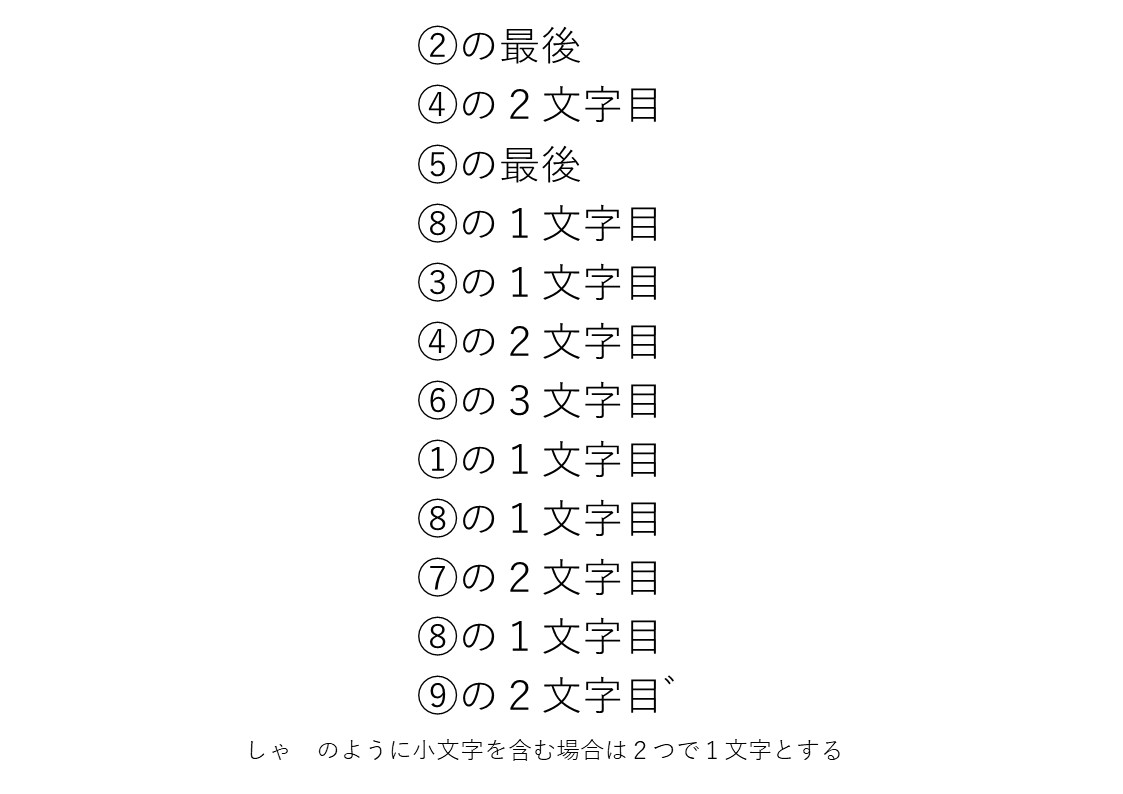 ②の最後
④の２文字目
⑤の最後
⑧の１文字目
③の１文字目
④の２文字目
⑥の３文字目
①の１文字目
⑧の１文字目
⑦の２文字目
⑧の１文字目
⑨の２文字目゛
しゃ　のように小文字を含む場合は２つで１文字とする